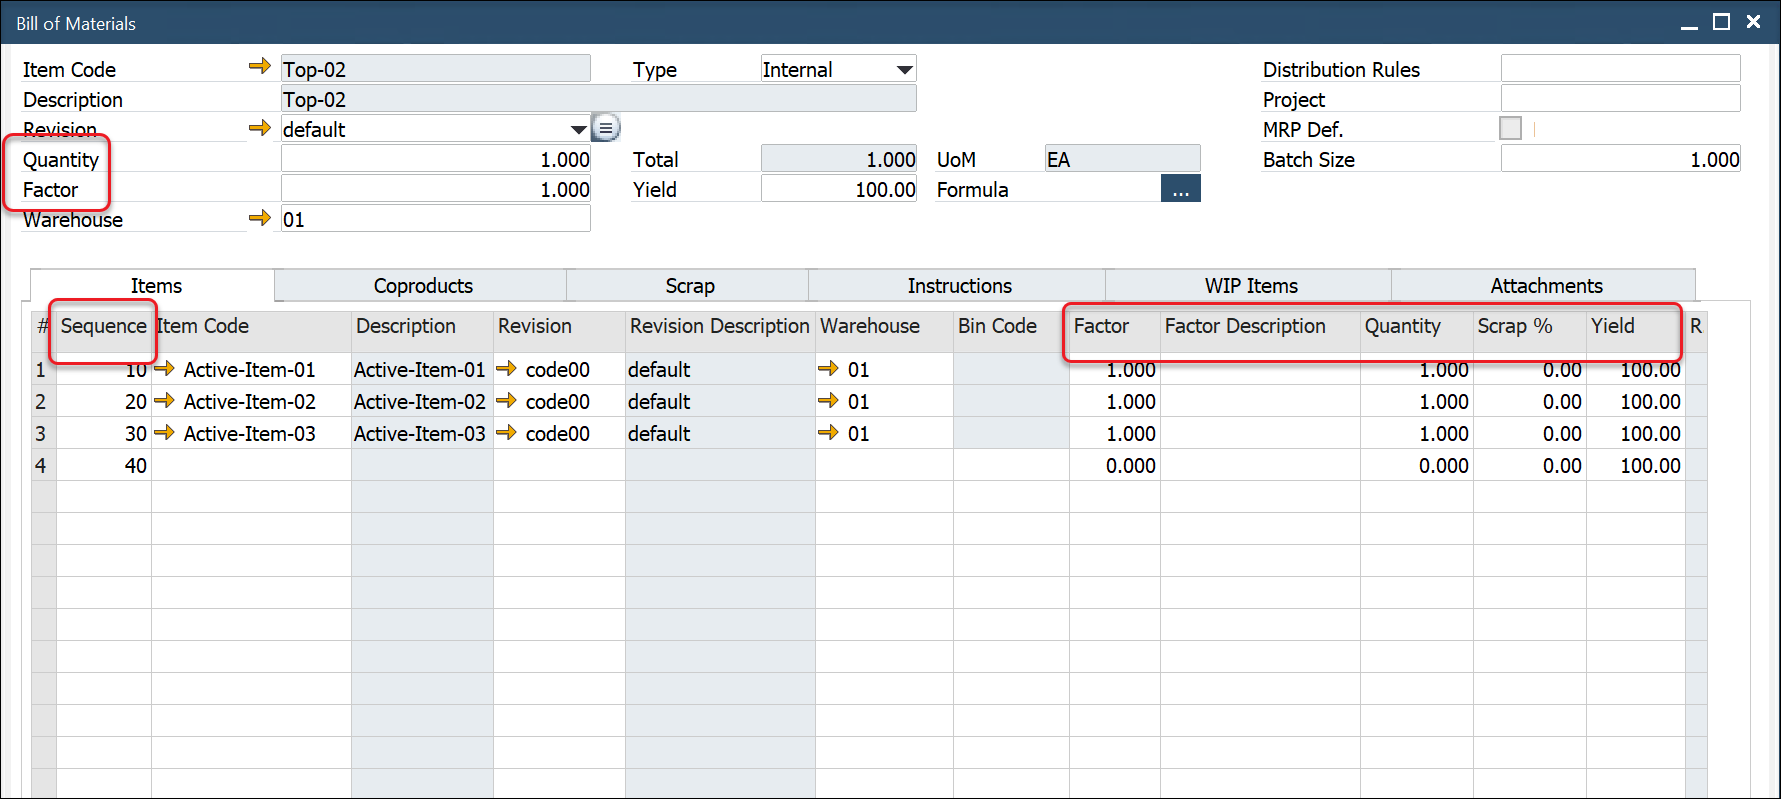 Bill of Materials
Item Code Top-02 Type Internal Distribution Rules
Description Top-02 Project
Revision default MRP Def.
Quantity 1.000 Total 1.000 UoM EA Batch Size 1.000
Factor 1.000 Yield 100.00 Formula ...
Warehouse 01
Items Coproducts Scrap Instructions WIP Items Attachments
# Sequence Item Code Description Revision Revision Description Warehouse Bin Code Factor Factor Description Quantity Scrap % Yield R
1 10 Active-Item-01 Active-Item-01 code00 default 01 1.000 1.000 0.00 100.00
2 20 Active-Item-02 Active-Item-02 code00 default 01 1.000 1.000 0.00 100.00
3 30 Active-Item-03 Active-Item-03 code00 default 01 1.000 1.000 0.00 100.00
4 40 0.000 0.000 0.00 100.00